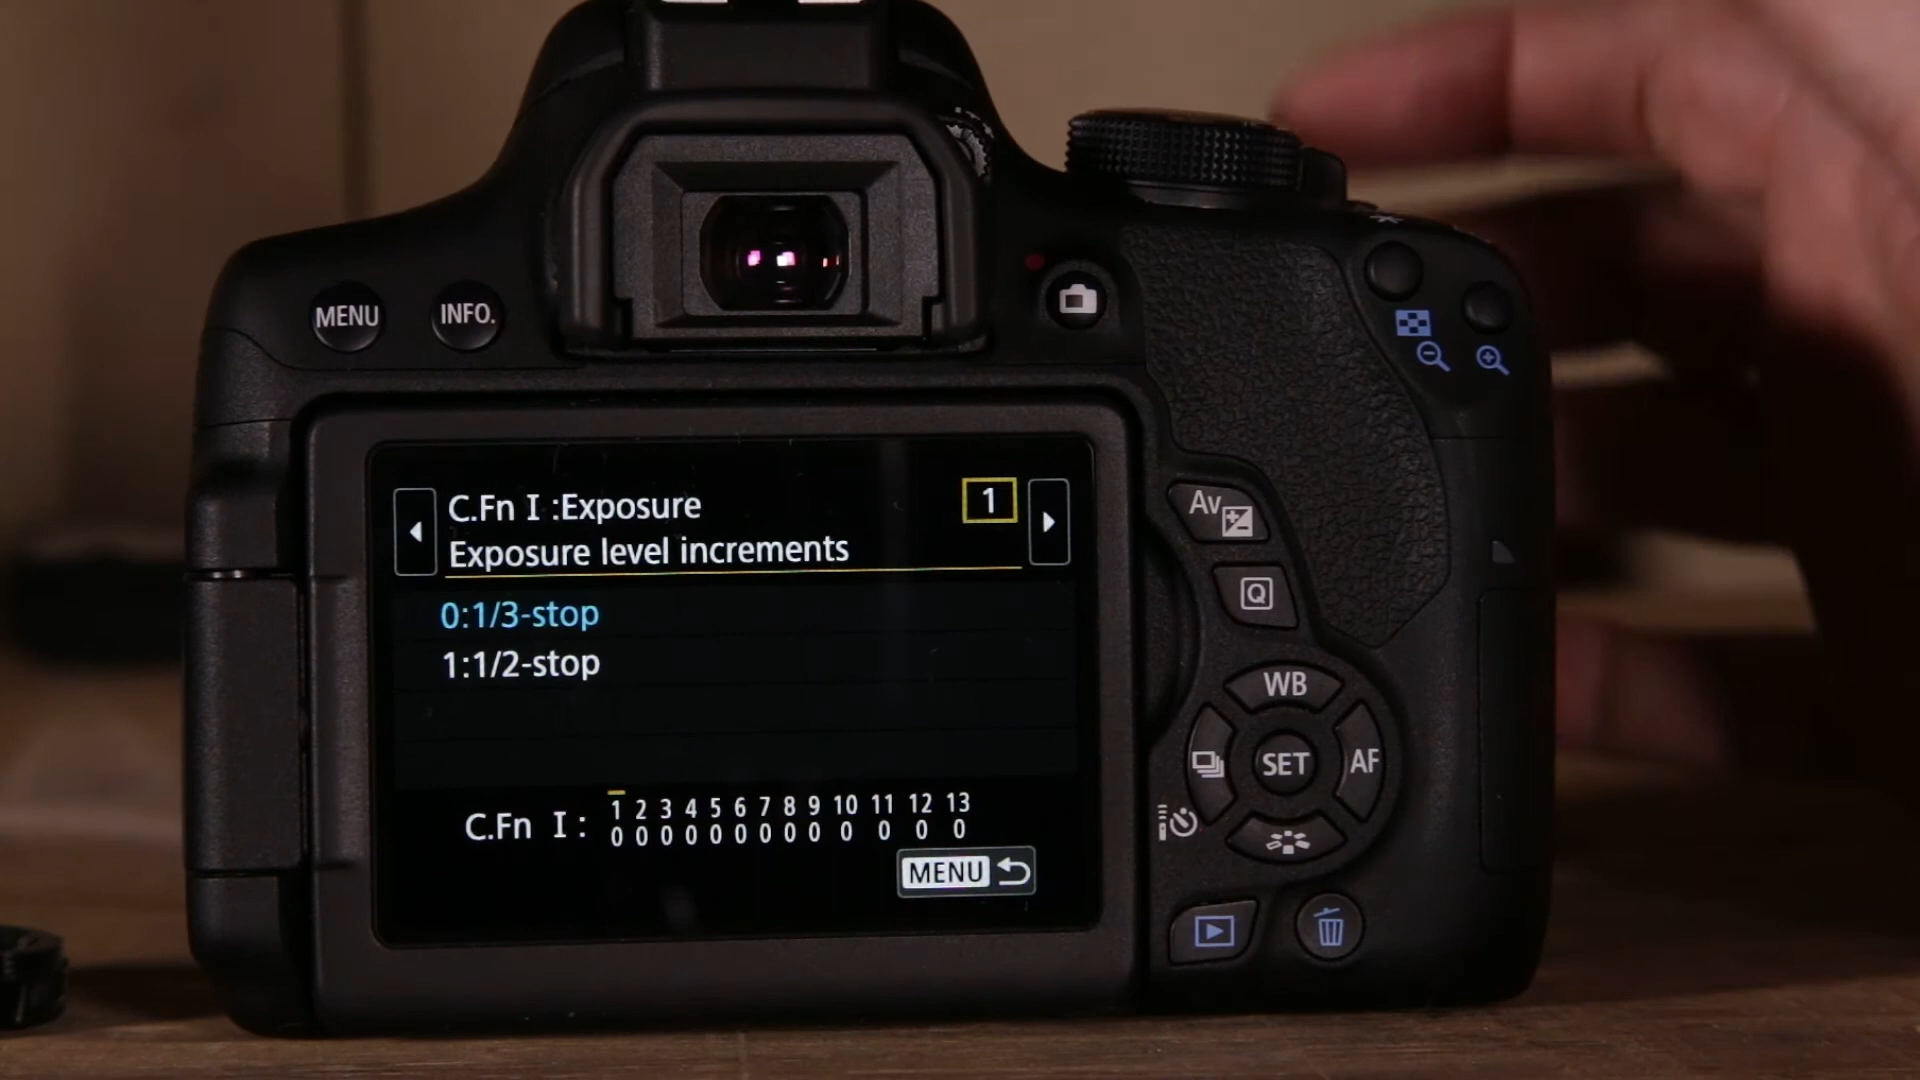 MENU
INFO.
C.Fn I :Exposure
1
Exposure level increments
0:1/3-stop
1:1/2-stop
C.Fn I :
1 2 3 4 5 6 7 8 9 10 11 12 13
0 0 0 0 0 0 0 0 0 0 0 0 0
MENU
Av
Q
WB
SET
AF